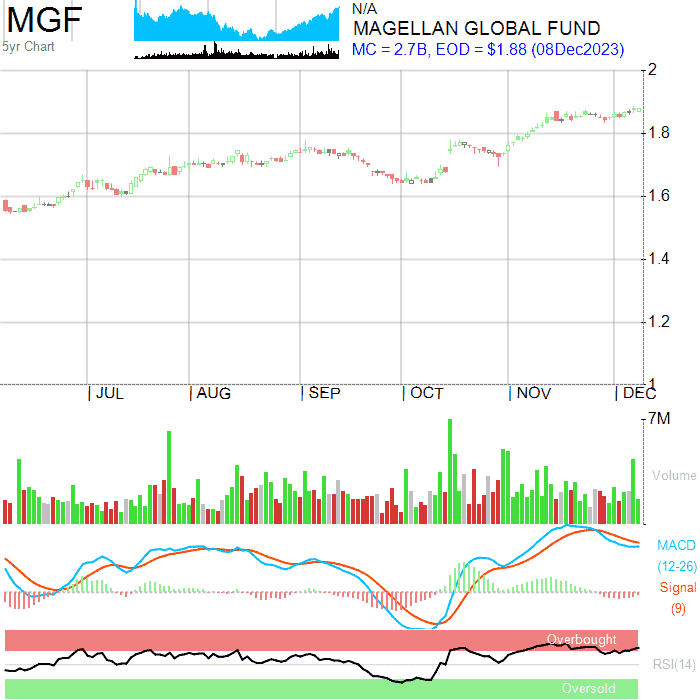 MGF
5yr Chart
N/A
MAGELLAN GLOBAL FUND
MC = 2.7B, EOD = $1.88 (08Dec2023)
2
1.8
1.6
1.4
1.2
1
JUL AUG SEP OCT NOV DEC
7M
Volume
MACD
(12-26)
Signal
(9)
Overbought
RSI(14)
Oversold